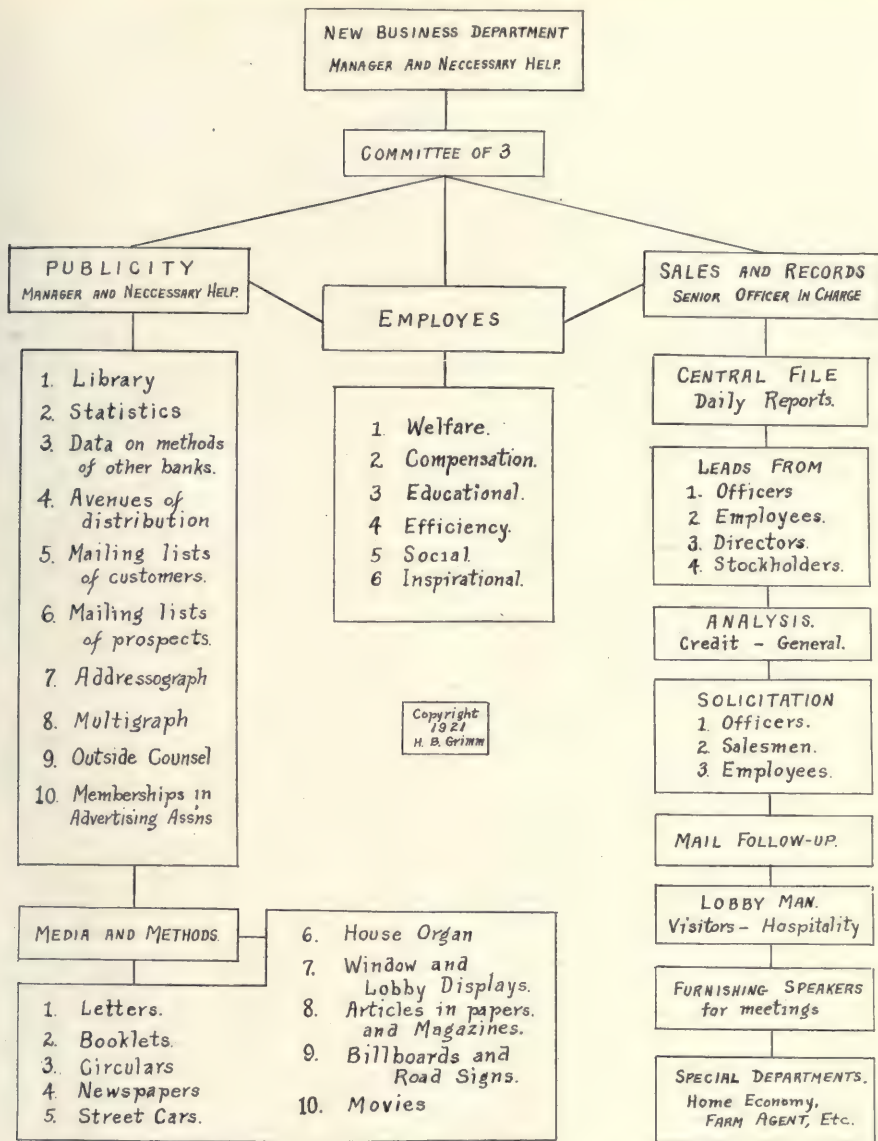 NEW BUSINESS DEPARTMENT
MANAGER AND NECCESSARY HELP.
COMMITTEE OF 3
PUBLICITY
MANAGER AND NECCESSARY HELP.
EMPLOYES
SALES AND RECORDS
SENIOR OFFICER IN CHARGE
1. Library
2. Statistics
3. Data on methods
of other banks.
4. Avenues of
distribution
5. Mailing lists
of customers.
6. Mailing lists
of prospects.
7. Addressograph
8. Multigraph
9. Outside Counsel
10. Memberships in
Advertising Ass'ns
1 Welfare.
2 Compensation.
3 Educational.
4 Efficiency.
5 Social.
6 Inspirational.
Copyright
1921
H. B. Grimm
CENTRAL FILE
Daily Reports.
LEADS FROM
1. Officers
2 Employees.
3. Directors.
4. Stockholders.
ANALYSIS.
Credit - General.
SOLICITATION
1. Officers.
2. Salesmen.
3. Employees.
MAIL FOLLOW-UP.
LOBBY MAN.
Visitors - Hospitality
FURNISHING SPEAKERS
for meetings
SPECIAL DEPARTMENTS.
Home Economy,
FARM AGENT, Etc.
MEDIA AND METHODS.
1. Letters.
2. Booklets.
3. Circulars
4. Newspapers
5. Street Cars.
6. House Organ
7. Window and
Lobby Displays.
8. Articles in papers.
and Magazines.
9. Billboards and
Road Signs.
10. Movies